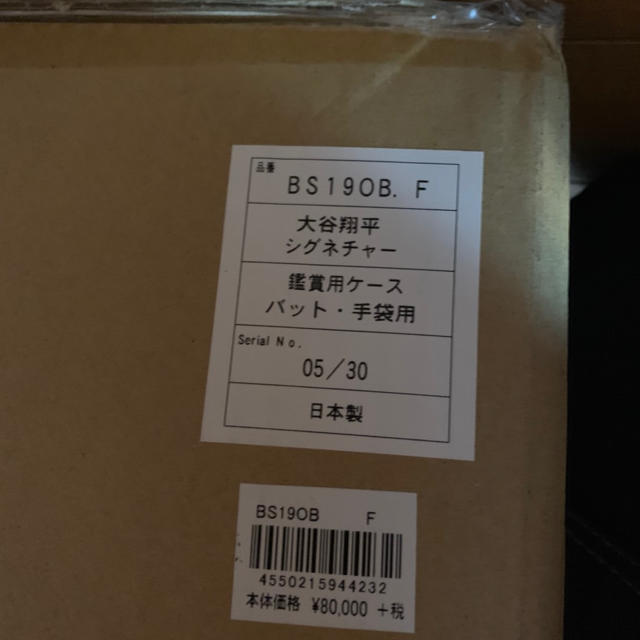 品番
BS19OB. F
大谷翔平
シグネチャー
鑑賞用ケース
バット・手袋用
Serial No.
05/30
日本製
BS19OB F
4550215944232
本体価格 ¥80,000 +税